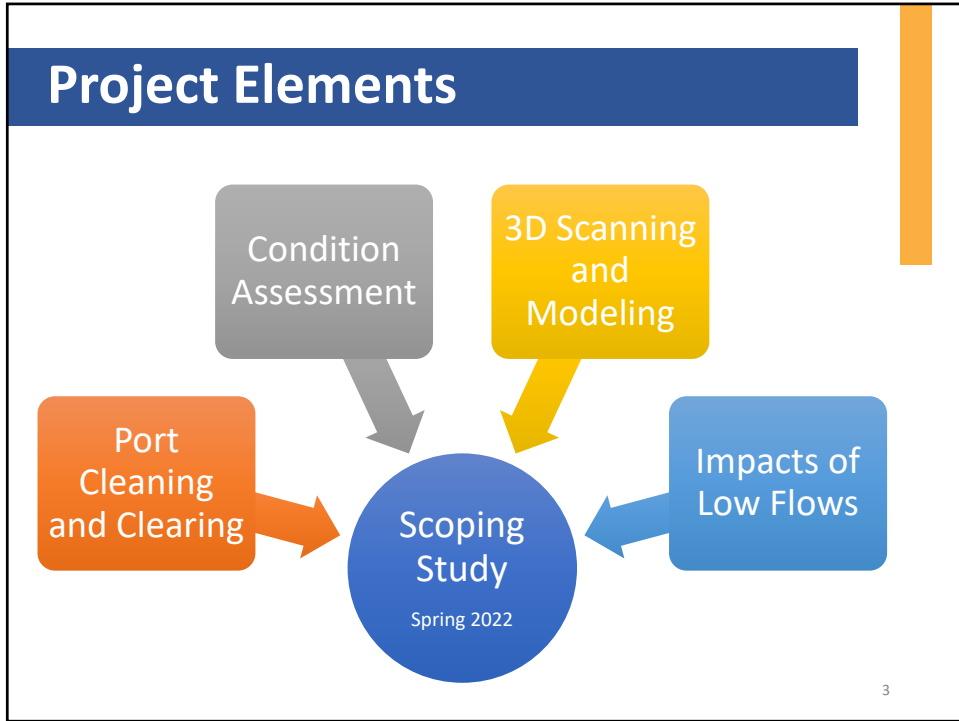 Project Elements
Condition
Assessment
3D Scanning
and
Modeling
Port
Cleaning
and Clearing
Impacts of
Low Flows
Scoping
Study
Spring 2022
3